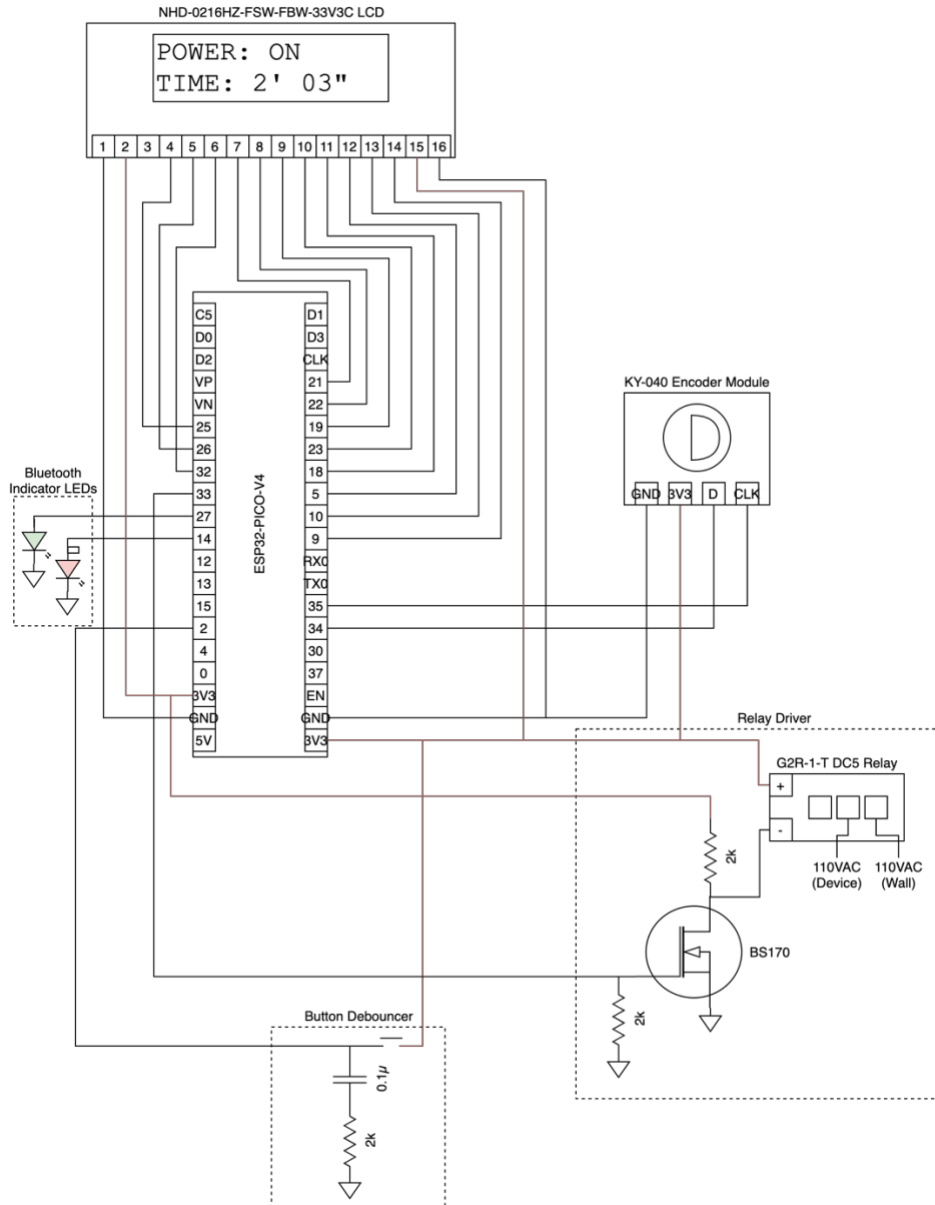 NHD-0216HZ-FSW-FBW-33V3C LCD
POWER: ON
TIME: 2' 03"
1 2 3 4 5 6 7 8 9 10 11 12 13 14 15 16
C5 D1
D0 D3
D2 CLK
VP 21
VN 22
25 19
26 23
32 18
33 5
27 10
14 9
12 RX0
13 TX0
15 35
2 34
4 30
0 37
3V3 EN
GND GND
5V 3V3
ESP32-PICO-V4
Bluetooth
Indicator LEDs
KY-040 Encoder Module
GND 3V3 D CLK
Relay Driver
G2R-1-T DC5 Relay
+
-
110VAC
(Device)
110VAC
(Wall)
2k
BS170
2k
Button Debouncer
0.1μ
2k